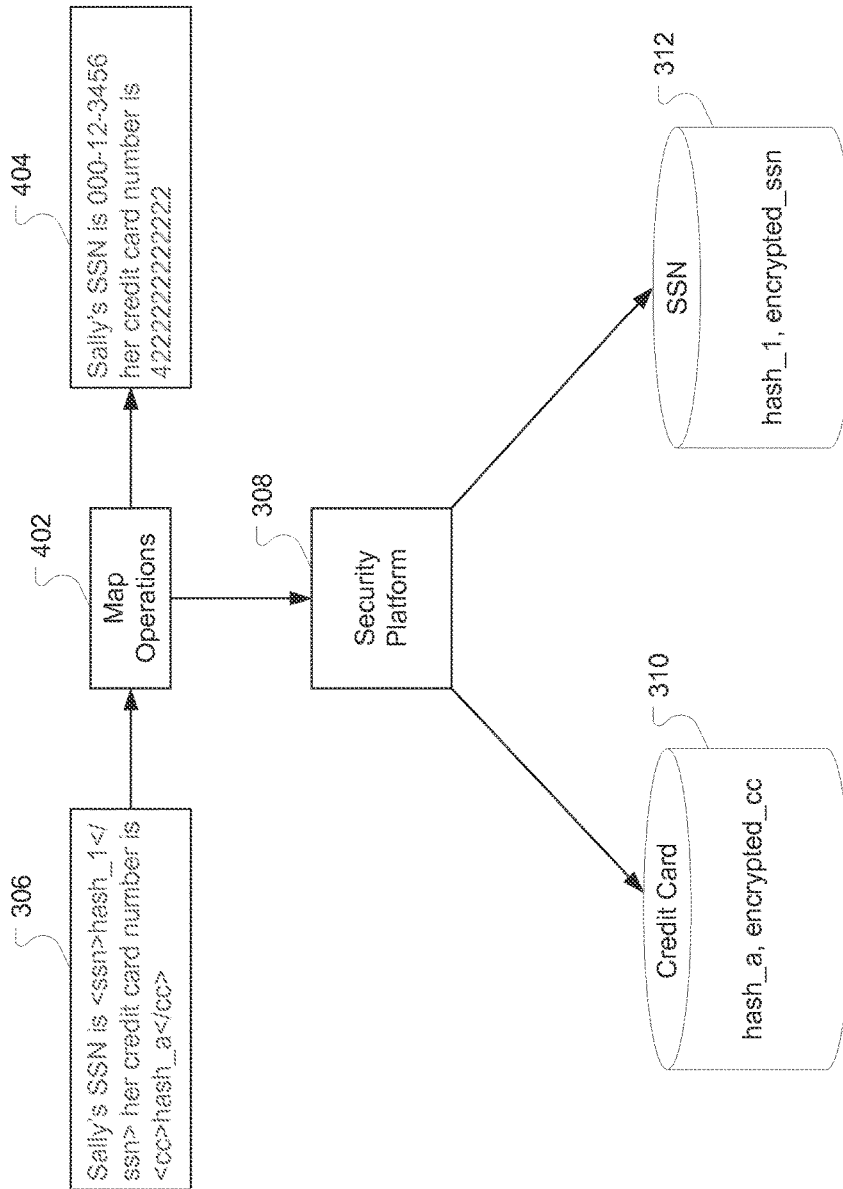 306
Sally's SSN is <ssn>hash_1</
ssn> her credit card number is
<cc>hash_a</cc>
402
Map
Operations
404
Sally's SSN is 000-12-3456
her credit card number is
4222222222222
308
Security
Platform
310
Credit Card
hash_a, encrypted_cc
312
SSN
hash_1, encrypted_ssn